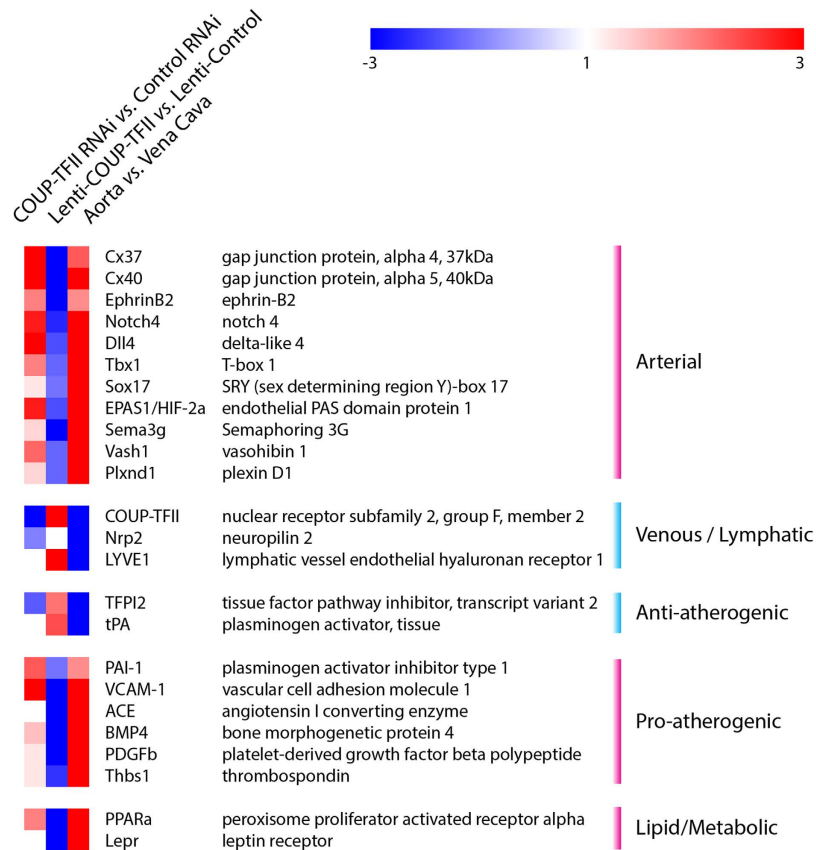 COUP-TFII RNAi vs. Control RNAi
Lenti-COUP-TFII vs. Lenti-Control
Aorta vs. Vena Cava
-3 1 3
Cx37 gap junction protein, alpha 4, 37kDa
Cx40 gap junction protein, alpha 5, 40kDa
EphrinB2 ephrin-B2
Notch4 notch 4
Dll4 delta-like 4
Tbx1 T-box 1
Sox17 SRY (sex determining region Y)-box 17
EPAS1/HIF-2a endothelial PAS domain protein 1
Sema3g Semaphoring 3G
Vash1 vasohibin 1
Plxnd1 plexin D1
Arterial
COUP-TFII nuclear receptor subfamily 2, group F, member 2
Nrp2 neuropilin 2
LYVE1 lymphatic vessel endothelial hyaluronan receptor 1
Venous / Lymphatic
TFPI2 tissue factor pathway inhibitor, transcript variant 2
tPA plasminogen activator, tissue
Anti-atherogenic
PAI-1 plasminogen activator inhibitor type 1
VCAM-1 vascular cell adhesion molecule 1
ACE angiotensin I converting enzyme
BMP4 bone morphogenetic protein 4
PDGFb platelet-derived growth factor beta polypeptide
Thbs1 thrombospondin
Pro-atherogenic
PPARa peroxisome proliferator activated receptor alpha
Lepr leptin receptor
Lipid/Metabolic